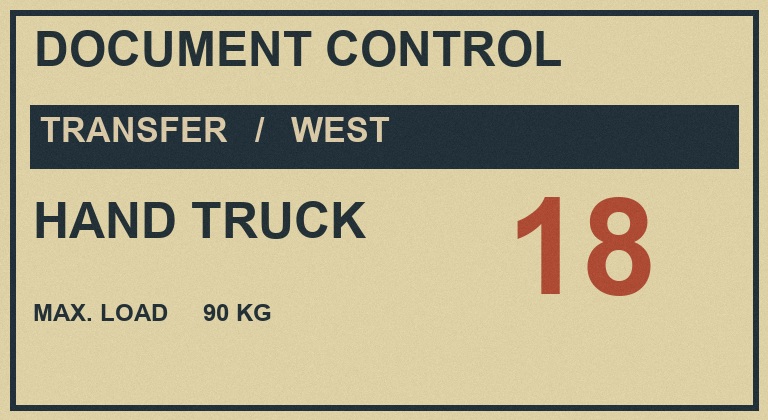 DOCUMENT CONTROL
TRANSFER / WEST
HAND TRUCK
18
MAX. LOAD 90 KG